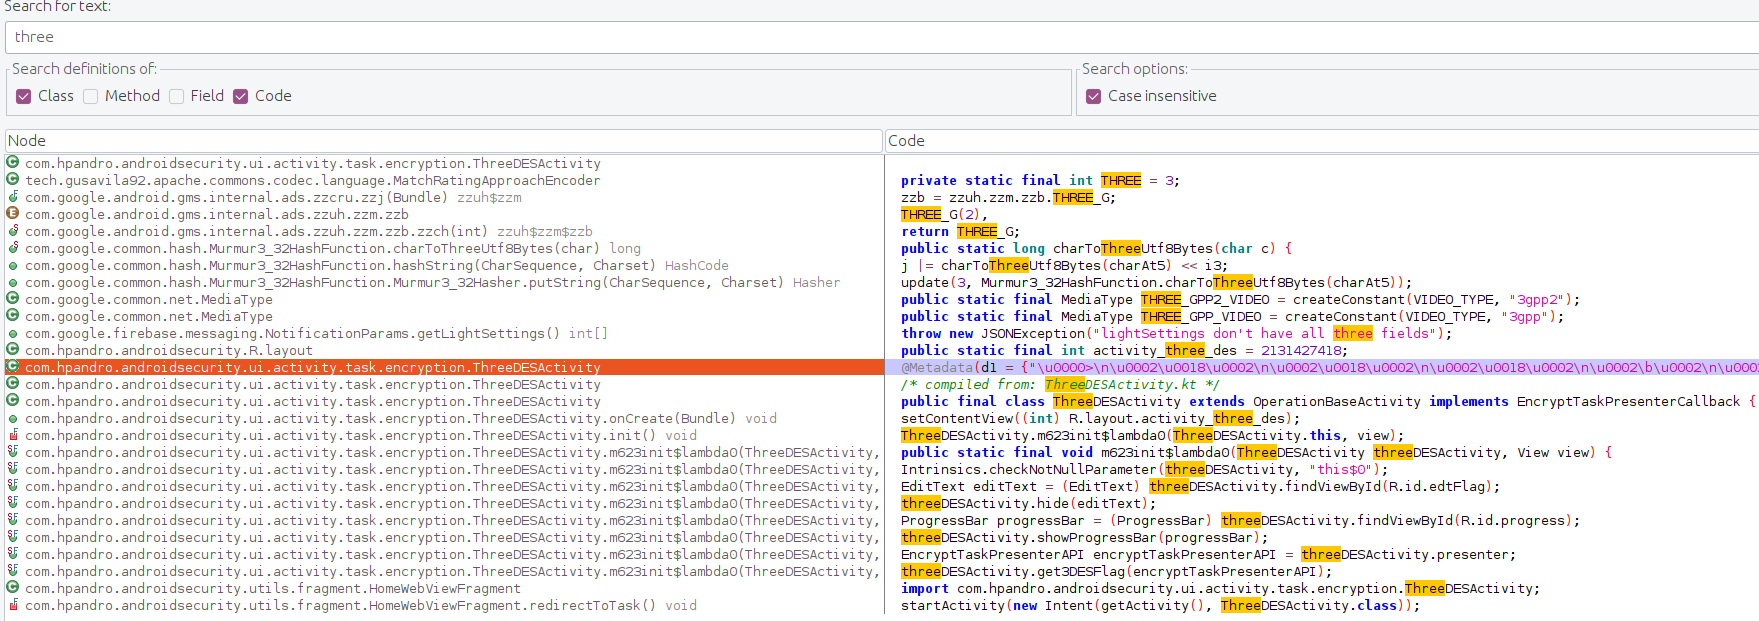 Search for text:
three
Search definitions of:
Search options:
Class Method Field Code
Case insensitive
Node Code
com.hpandro.androidsecurity.ui.activity.task.encryption.ThreeDESActivity
tech.gusavila92.apache.commons.codec.language.MatchRatingApproachEncoder private static final int THREE = 3;
com.google.android.gms.internal.ads.zzcru.zzj(Bundle) zzuh$zzm zzb = zzuh.zzm.zzb.THREE_G;
com.google.android.gms.internal.ads.zzuh.zzm.zzb THREE_G(2),
com.google.android.gms.internal.ads.zzuh.zzm.zzb.zzch(int) zzuh$zzm$zzb return THREE_G;
com.google.common.hash.Murmur3_32HashFunction.charToThreeUtf8Bytes(char) long public static long charToThreeUtf8Bytes(char c) {
com.google.common.hash.Murmur3_32HashFunction.hashString(CharSequence, Charset) HashCode j |= charToThreeUtf8Bytes(charAt5) << i3;
com.google.common.hash.Murmur3_32HashFunction.Murmur3_32Hasher.putString(CharSequence, Charset) Hasher update(3, Murmur3_32HashFunction.charToThreeUtf8Bytes(charAt5));
com.google.common.net.MediaType public static final MediaType THREE_GPP2_VIDEO = createConstant(VIDEO_TYPE, "3gpp2");
com.google.common.net.MediaType public static final MediaType THREE_GPP_VIDEO = createConstant(VIDEO_TYPE, "3gpp");
com.google.firebase.messaging.NotificationParams.getLightSettings() int[] throw new JSONException("lightSettings don't have all three fields");
com.hpandro.androidsecurity.R.layout public static final int activity_three_des = 2131427418;
com.hpandro.androidsecurity.ui.activity.task.encryption.ThreeDESActivity @Metadata(d1 = {"\u0000>\n\u0002\u0018\u0002\n\u0002\u0018\u0002\n\u0002\u0018\u0002\n\u0002\b\u0002\n\u0002
com.hpandro.androidsecurity.ui.activity.task.encryption.ThreeDESActivity /* compiled from: ThreeDESActivity.kt */
com.hpandro.androidsecurity.ui.activity.task.encryption.ThreeDESActivity public final class ThreeDESActivity extends OperationBaseActivity implements EncryptTaskPresenterCallback {
com.hpandro.androidsecurity.ui.activity.task.encryption.ThreeDESActivity.onCreate(Bundle) void setContentView((int) R.layout.activity_three_des);
com.hpandro.androidsecurity.ui.activity.task.encryption.ThreeDESActivity.init() void ThreeDESActivity.m623init$lambda0(ThreeDESActivity.this, view);
com.hpandro.androidsecurity.ui.activity.task.encryption.ThreeDESActivity.m623init$lambda0(ThreeDESActivity, public static final void m623init$lambda0(ThreeDESActivity threeDESActivity, View view) {
com.hpandro.androidsecurity.ui.activity.task.encryption.ThreeDESActivity.m623init$lambda0(ThreeDESActivity, Intrinsics.checkNotNullParameter(threeDESActivity, "this$0");
com.hpandro.androidsecurity.ui.activity.task.encryption.ThreeDESActivity.m623init$lambda0(ThreeDESActivity, EditText editText = (EditText) threeDESActivity.findViewById(R.id.edtFlag);
com.hpandro.androidsecurity.ui.activity.task.encryption.ThreeDESActivity.m623init$lambda0(ThreeDESActivity, threeDESActivity.hide(editText);
com.hpandro.androidsecurity.ui.activity.task.encryption.ThreeDESActivity.m623init$lambda0(ThreeDESActivity, ProgressBar progressBar = (ProgressBar) threeDESActivity.findViewById(R.id.progress);
com.hpandro.androidsecurity.ui.activity.task.encryption.ThreeDESActivity.m623init$lambda0(ThreeDESActivity, threeDESActivity.showProgressBar(progressBar);
com.hpandro.androidsecurity.ui.activity.task.encryption.ThreeDESActivity.m623init$lambda0(ThreeDESActivity, EncryptTaskPresenterAPI encryptTaskPresenterAPI = threeDESActivity.presenter;
com.hpandro.androidsecurity.ui.activity.task.encryption.ThreeDESActivity.m623init$lambda0(ThreeDESActivity, threeDESActivity.get3DESFlag(encryptTaskPresenterAPI);
com.hpandro.androidsecurity.utils.fragment.HomeWebViewFragment import com.hpandro.androidsecurity.ui.activity.task.encryption.ThreeDESActivity;
com.hpandro.androidsecurity.utils.fragment.HomeWebViewFragment.redirectToTask() void startActivity(new Intent(getActivity(), ThreeDESActivity.class));